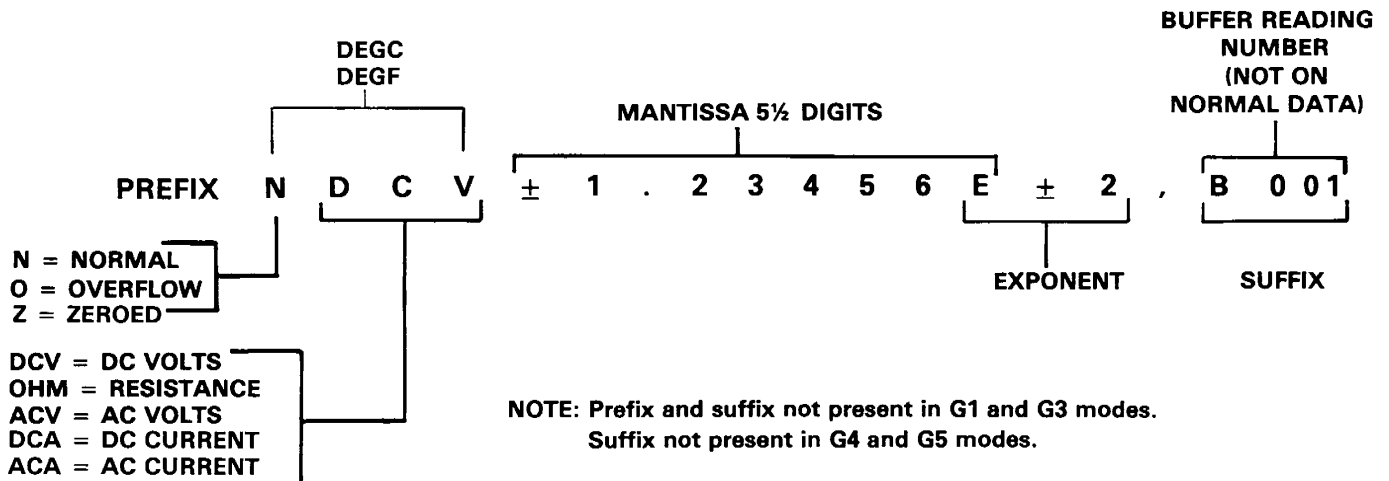 BUFFER READING
NUMBER
(NOT ON
NORMAL DATA)
DEGC
DEGF
MANTISSA 5½ DIGITS
PREFIX N D C V ± 1 . 2 3 4 5 6 E ± 2 , B 0 01
N = NORMAL
O = OVERFLOW
Z = ZEROED
EXPONENT
SUFFIX
DCV = DC VOLTS
OHM = RESISTANCE
ACV = AC VOLTS
DCA = DC CURRENT
ACA = AC CURRENT
NOTE: Prefix and suffix not present in G1 and G3 modes.
Suffix not present in G4 and G5 modes.